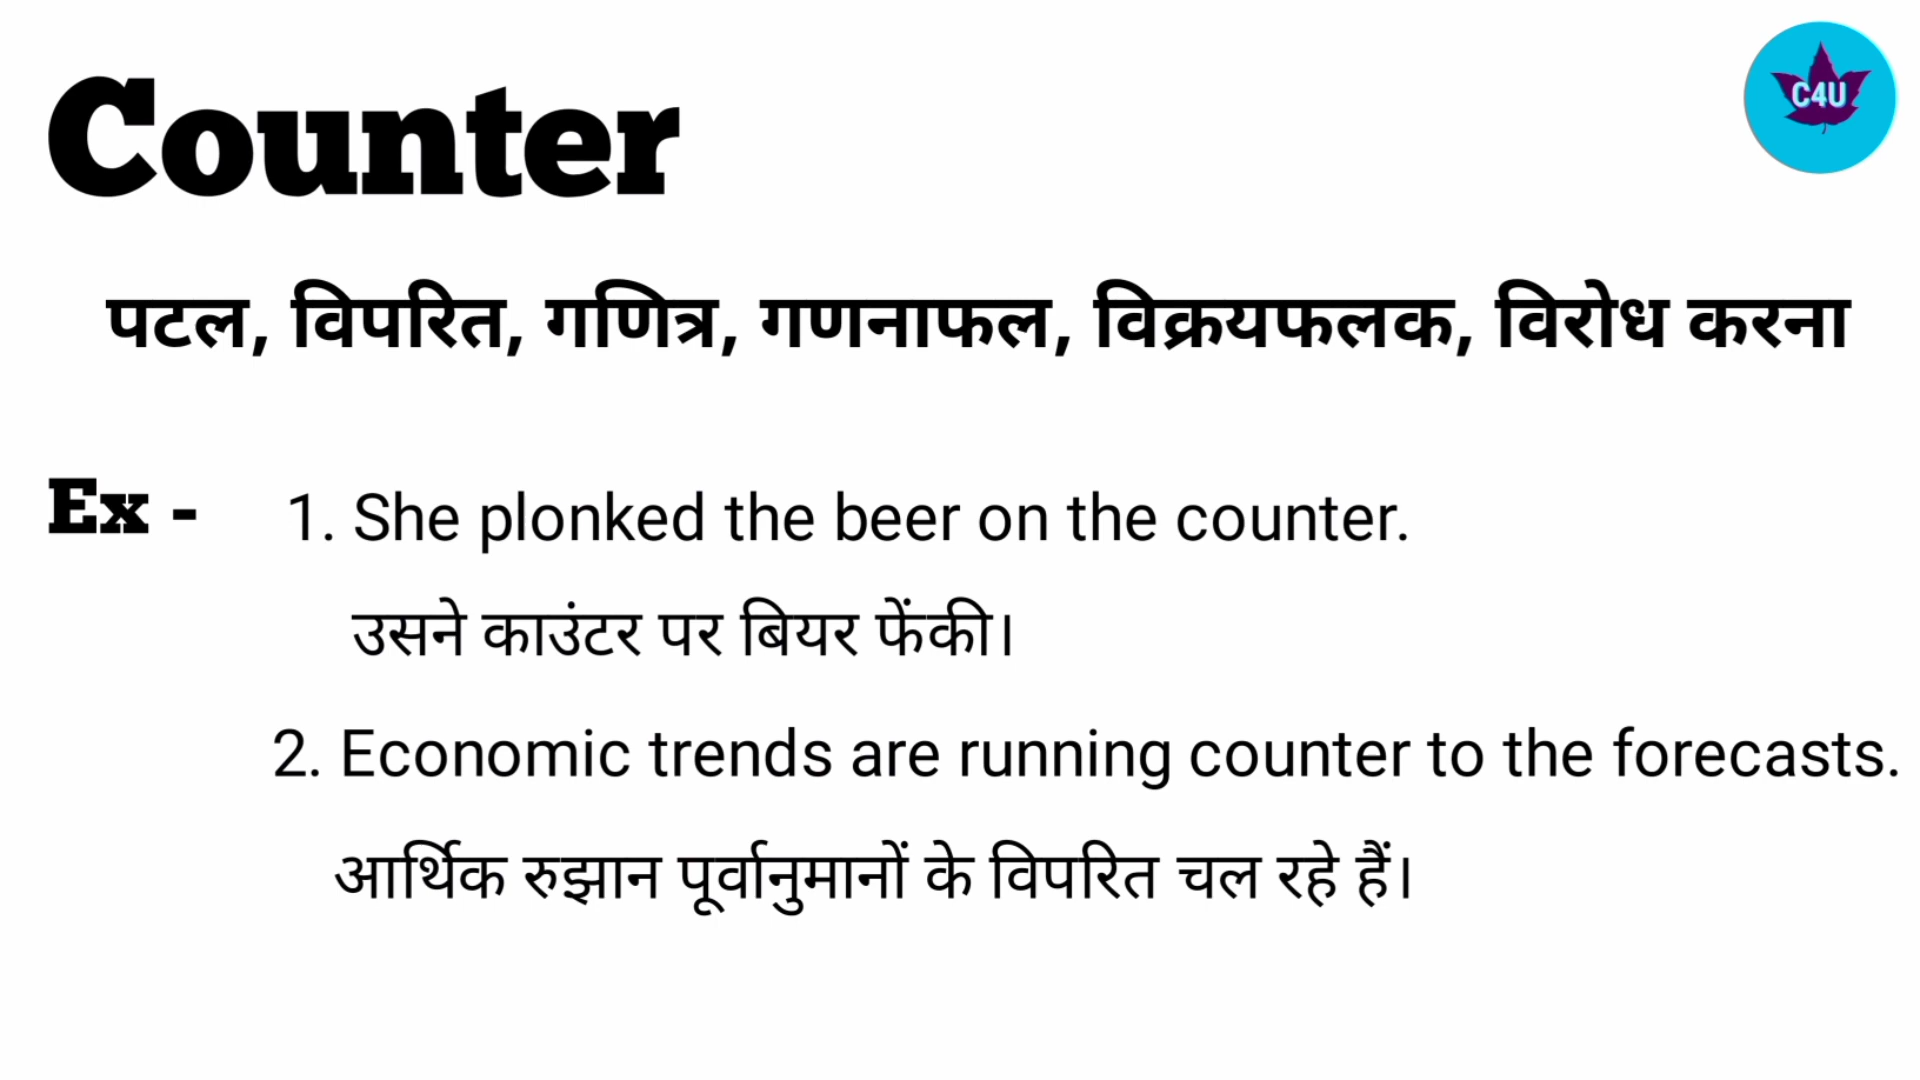 Counter
C4U
पटल, विपरित, गणित्र, गणनाफल, विक्रयफलक, विरोध करना
Ex - 1. She plonked the beer on the counter.
उसने काउंटर पर बियर फेंकी।
2. Economic trends are running counter to the forecasts.
आर्थिक रुझान पूर्वानुमानों के विपरित चल रहे हैं।